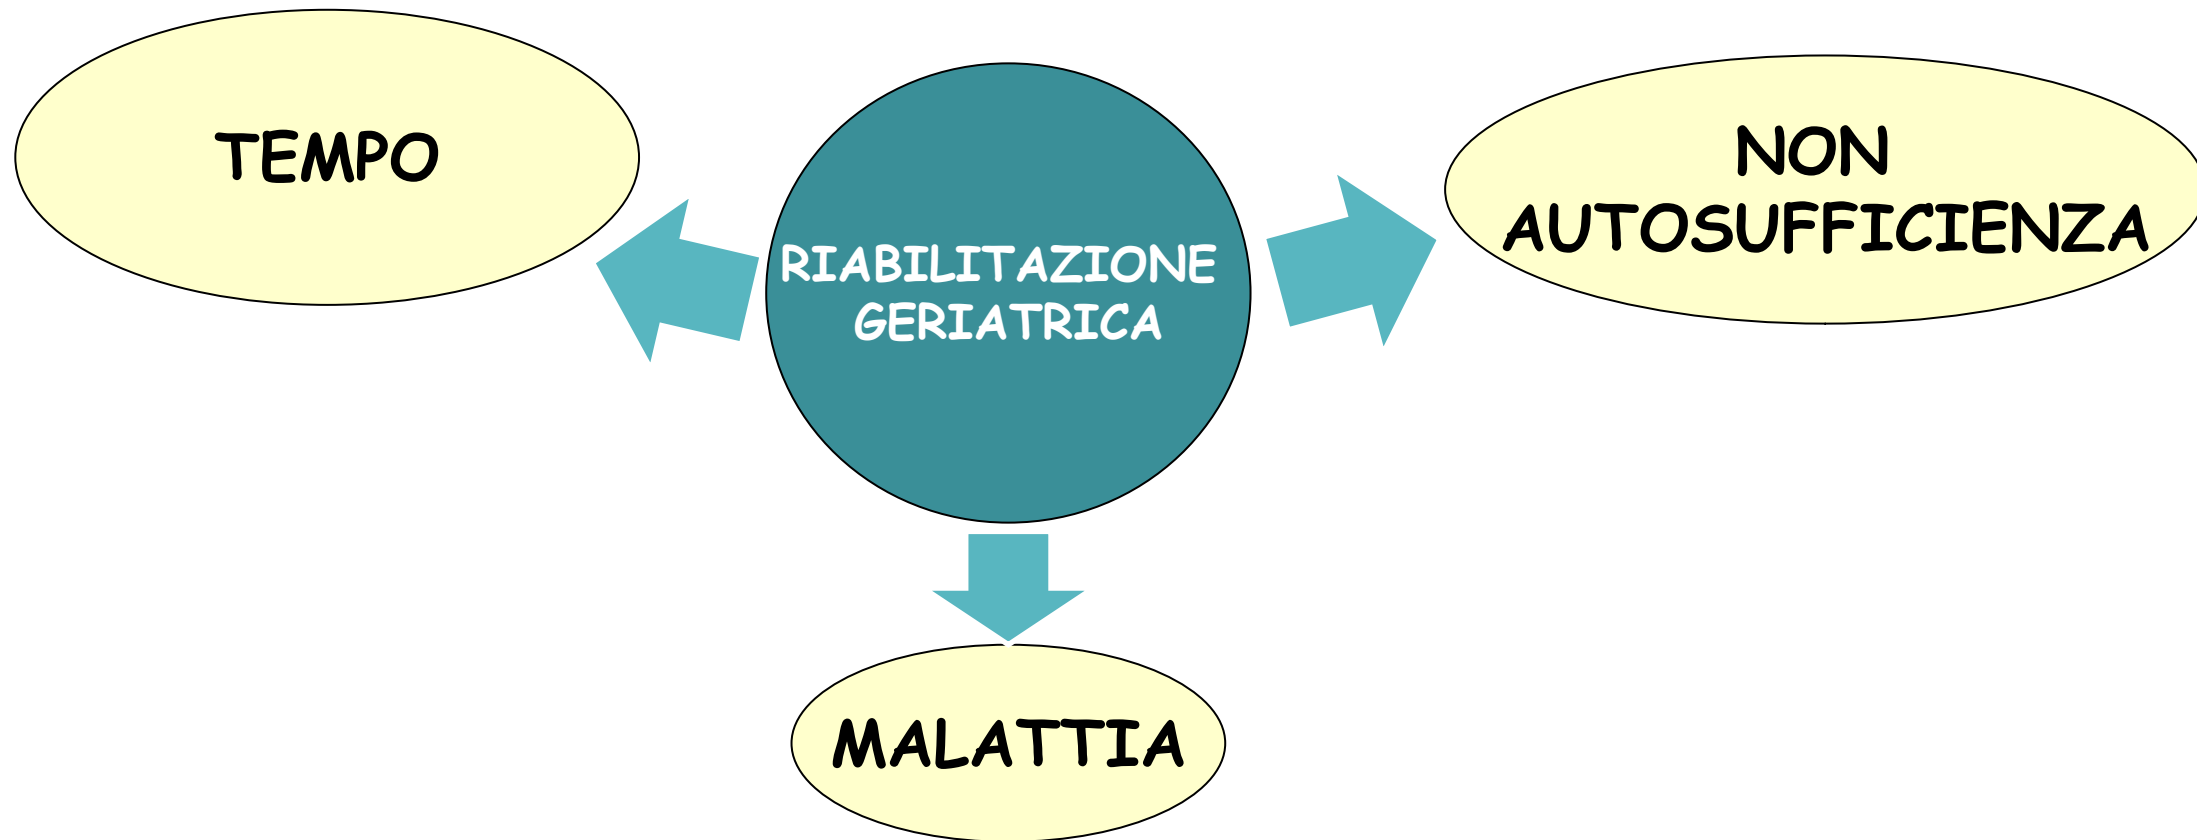 TEMPO
NON
AUTOSUFFICIENZA
RIABILITAZIONE
GERIATRICA
MALATTIA